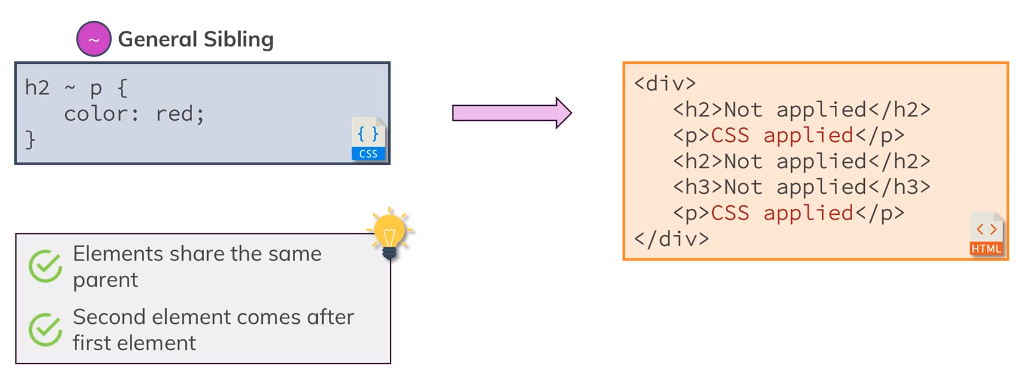 ~ General Sibling
h2 ~ p {
color: red;
}
{ }
CSS
Elements share the same
parent
Second element comes after
first element
<div>
<h2>Not applied</h2>
<p>CSS applied</p>
<h2>Not applied</h2>
<h3>Not applied</h3>
<p>CSS applied</p>
</div>
<>
HTML